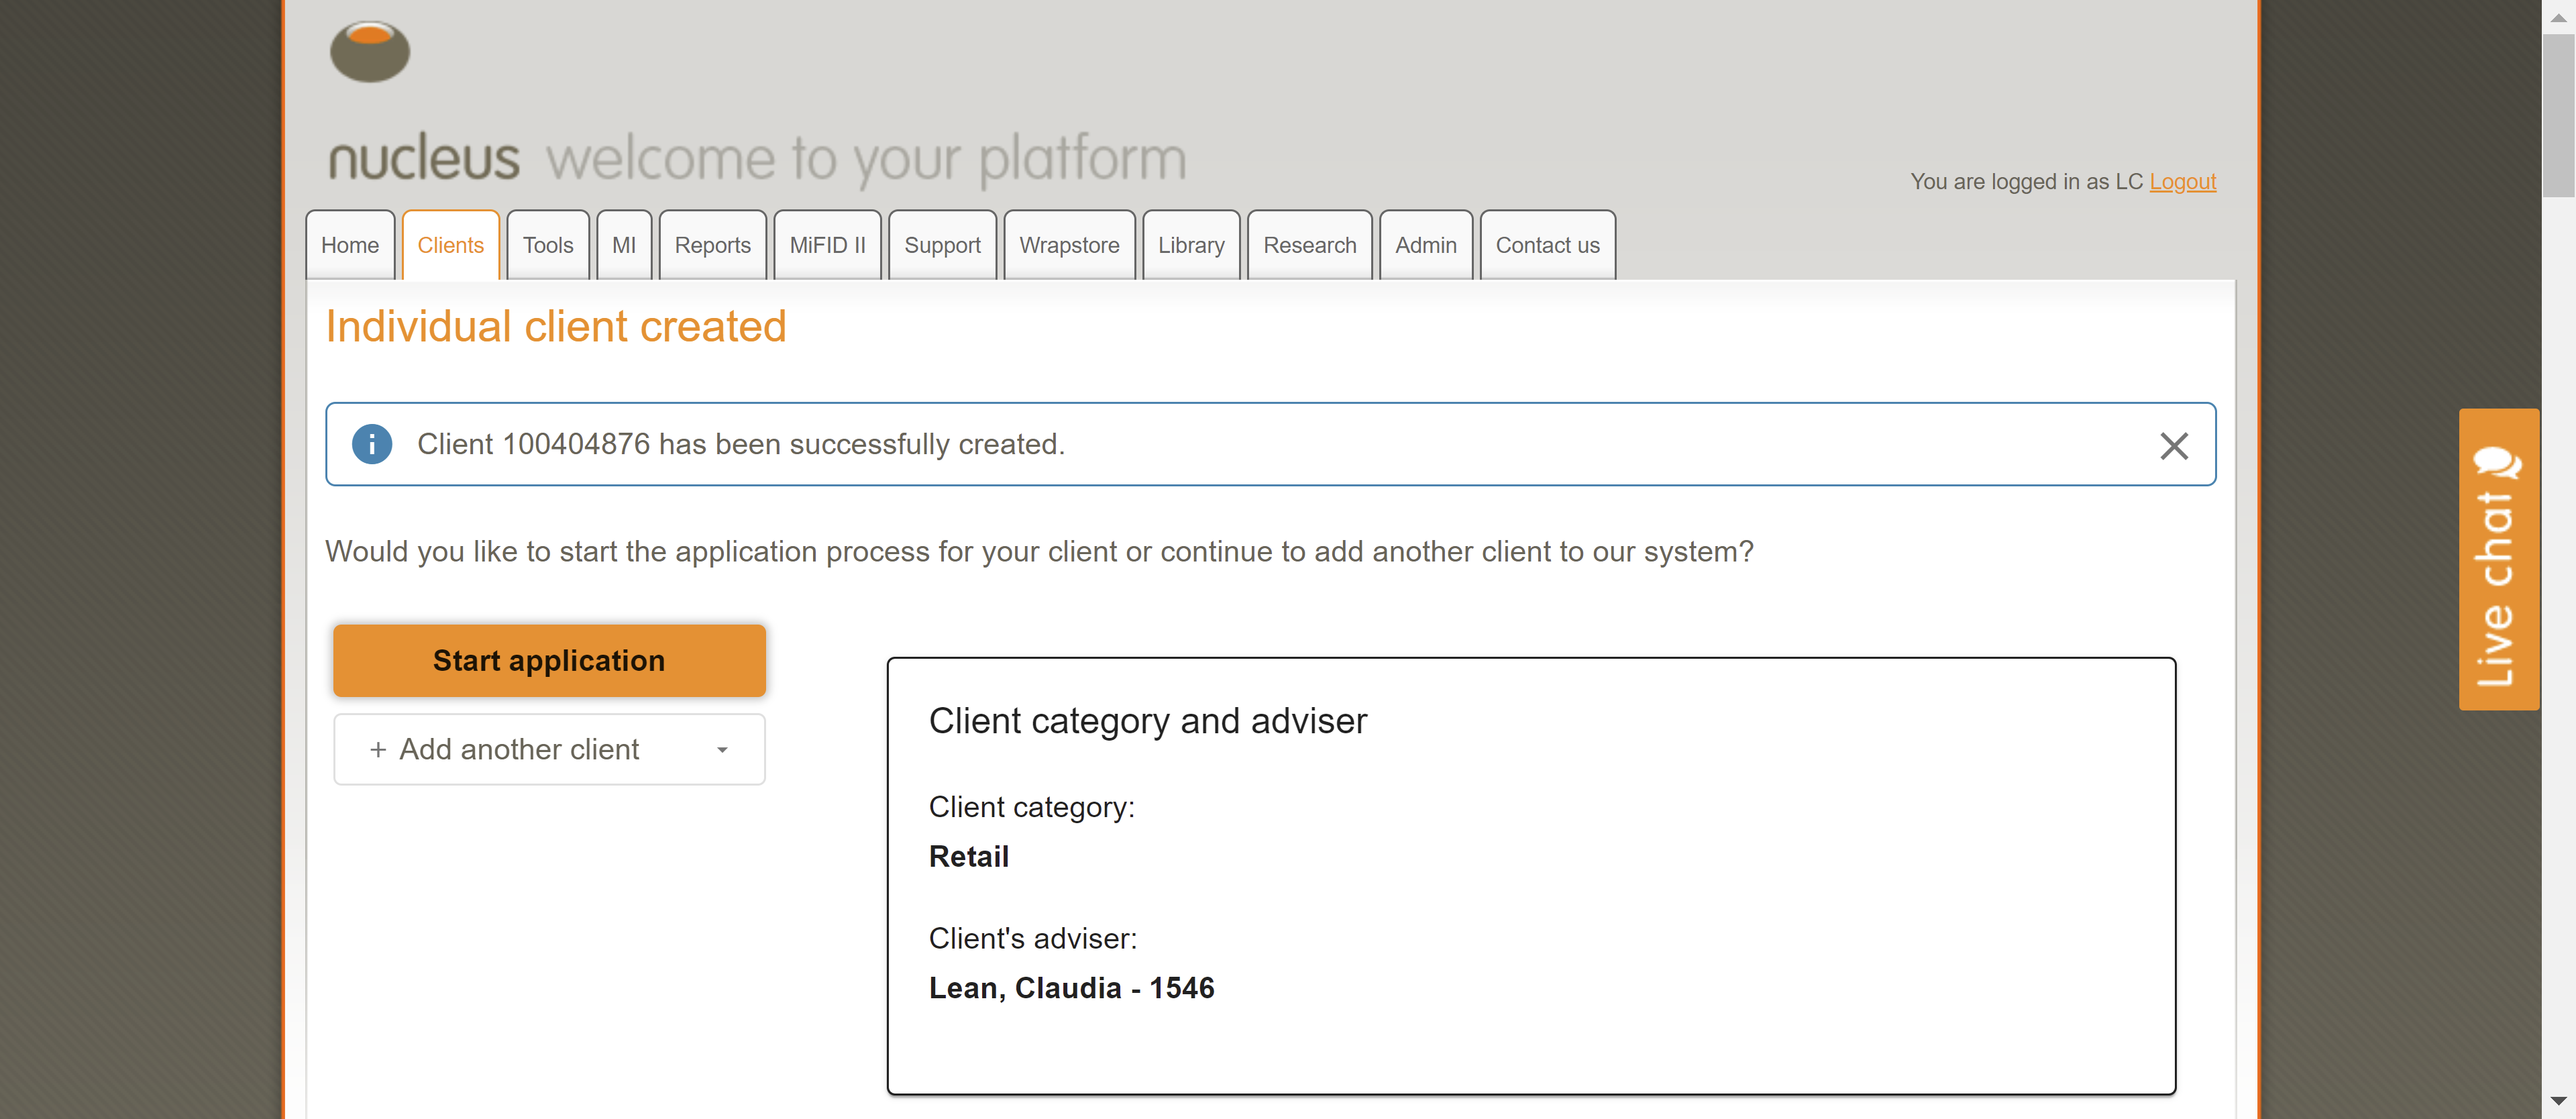 nucleus welcome to your platform
You are logged in as LC Logout
Home Clients Tools MI Reports MiFID II Support Wrapstore Library Research Admin Contact us
Individual client created
Client 100404876 has been successfully created.
Would you like to start the application process for your client or continue to add another client to our system?
Start application
+ Add another client
Client category and adviser
Client category:
Retail
Client's adviser:
Lean, Claudia - 1546
Live chat